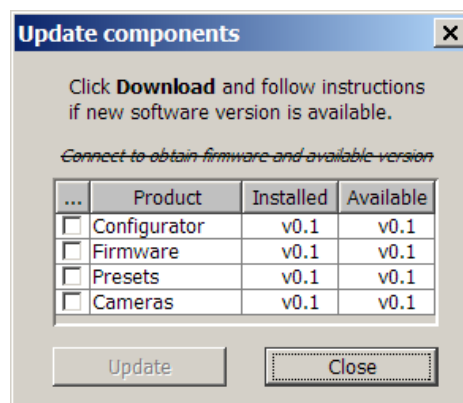 Update components
Click Download and follow instructions
if new software version is available.
Connect to obtain firmware and available version
... Product Installed Available
Configurator v0.1 v0.1
Firmware v0.1 v0.1
Presets v0.1 v0.1
Cameras v0.1 v0.1
Update Close